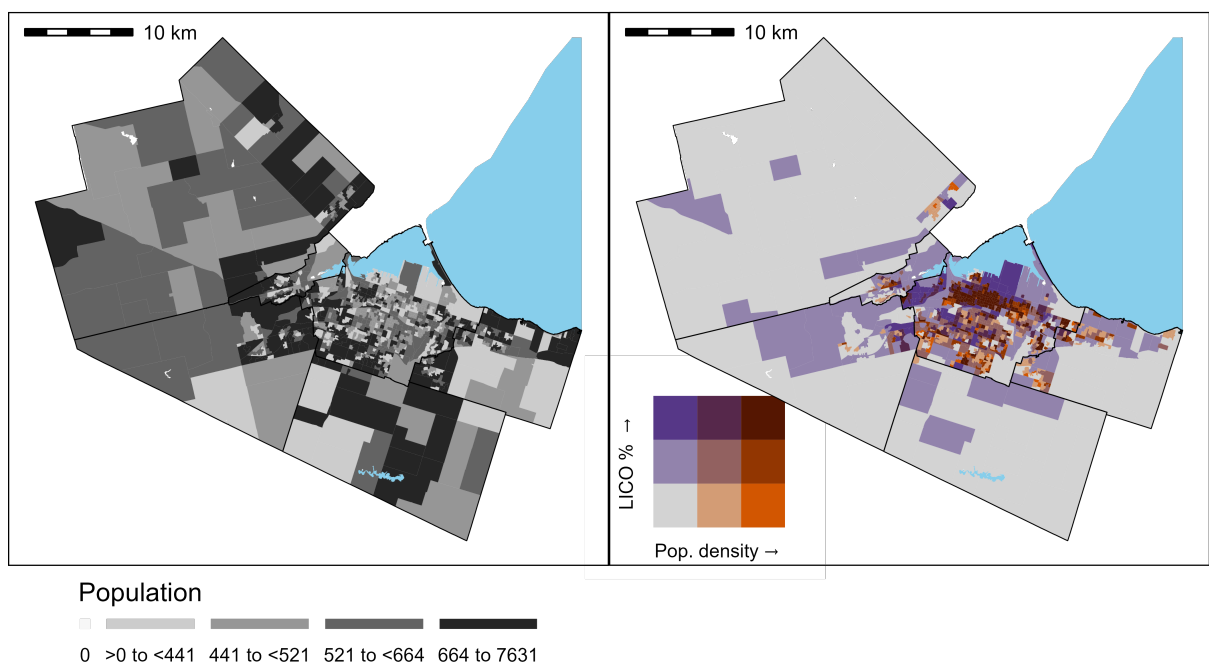 10 km
10 km
LICO % →
Pop. density →
Population
0 >0 to <441 441 to <521 521 to <664 664 to 7631